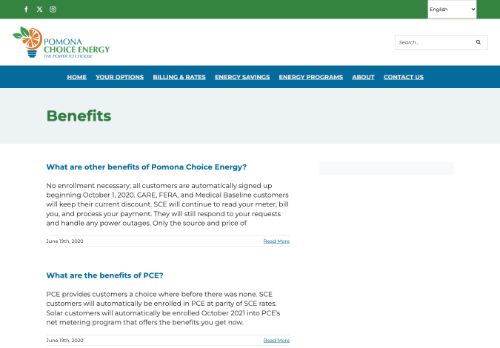 English
POMONA
CHOICE ENERGY
THE POWER TO CHOOSE
Search...
HOME YOUR OPTIONS BILLING & RATES ENERGY SAVINGS ENERGY PROGRAMS ABOUT CONTACT US
Benefits
What are other benefits of Pomona Choice Energy?
No enrollment necessary; all customers are automatically signed up
beginning October 1, 2020. CARE, FERA, and Medical Baseline customers
will keep their current discount. SCE will continue to read your meter, bill
you, and process your payment. They will still respond to your requests
and handle any power outages. Only the source and price of
June 19th, 2020 Read More
What are the benefits of PCE?
PCE provides customers a choice where before there was none. SCE
customers will automatically be enrolled in PCE at parity of SCE rates.
Solar customers will automatically be enrolled October 2021 into PCE's
net metering program that offers the benefits you get now.
June 19th, 2020 Read More